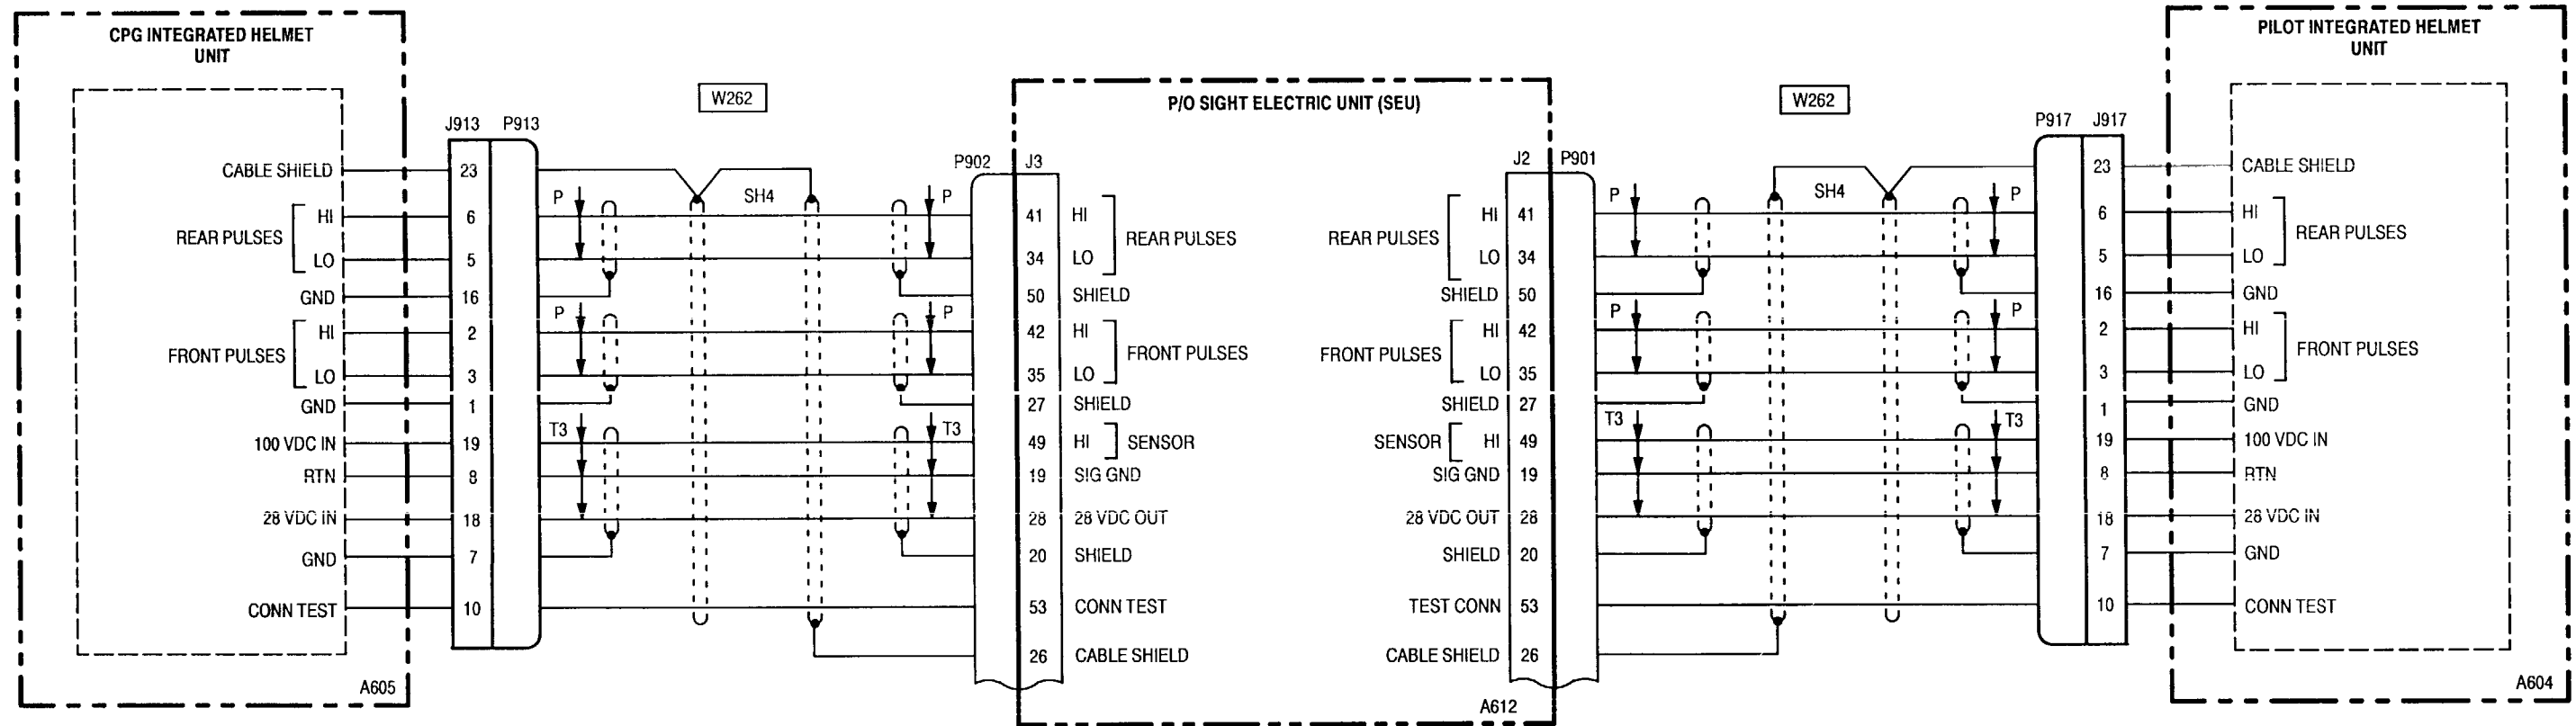 CPG INTEGRATED HELMET
UNIT
CABLE SHIELD
HI
REAR PULSES
LO
GND
HI
FRONT PULSES
LO
GND
100 VDC IN
RTN
28 VDC IN
GND
CONN TEST
A605
J913 P913
23
6
5
16
2
3
1
19
8
18
7
10
W262
SH4
P
P
P
P
T3
T3
P/O SIGHT ELECTRIC UNIT (SEU)
P902 J3
41 HI
REAR PULSES
34 LO
50 SHIELD
42 HI
FRONT PULSES
35 LO
27 SHIELD
49 HI SENSOR
19 SIG GND
28 28 VDC OUT
20 SHIELD
53 CONN TEST
26 CABLE SHIELD
J2 P901
HI 41
REAR PULSES
LO 34
SHIELD 50
HI 42
FRONT PULSES
LO 35
SHIELD 27
SENSOR HI 49
SIG GND 19
28 VDC OUT 28
SHIELD 20
TEST CONN 53
CABLE SHIELD 26
A612
W262
SH4
P
P
P
P
T3
T3
P917 J917
23
6
5
16
2
3
1
19
8
18
7
10
PILOT INTEGRATED HELMET
UNIT
CABLE SHIELD
HI
REAR PULSES
LO
GND
HI
FRONT PULSES
LO
GND
100 VDC IN
RTN
28 VDC IN
GND
CONN TEST
A604